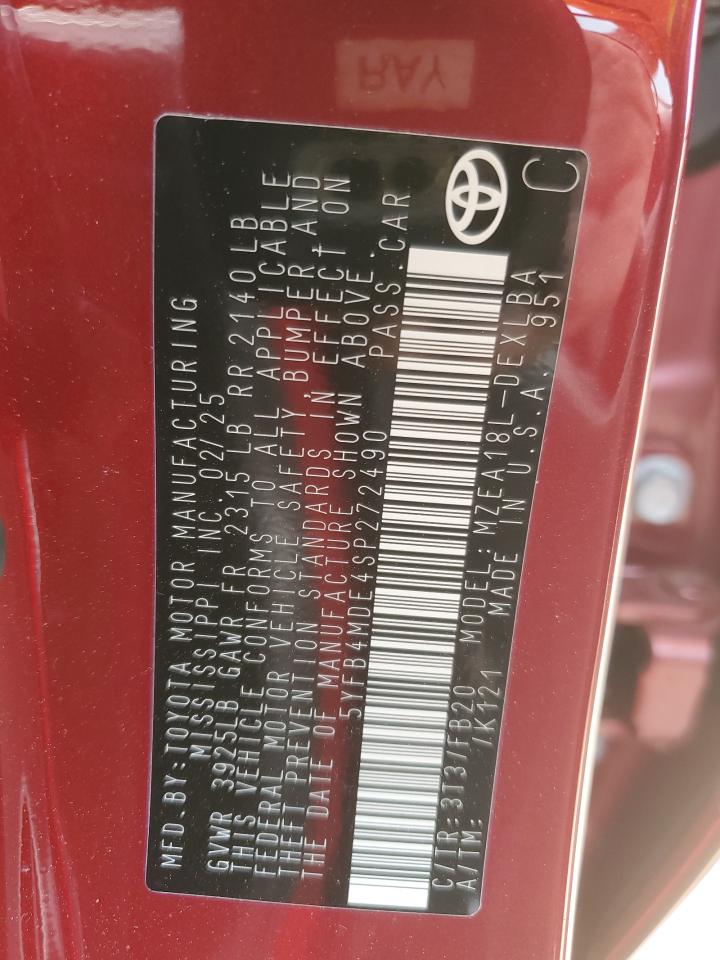 MFD.BY:TOYOTA MOTOR MANUFACTURING
MISSISSIPPI INC. 02/25
GVWR 3925LB GAWR FR 2315 LB RR 2140 LB
THIS VEHICLE CONFORMS TO ALL APPLICABLE
FEDERAL MOTOR VEHICLE SAFETY, BUMPER AND
THEFT PREVENTION STANDARDS IN EFFECT ON
THE DATE OF MANUFACTURE SHOWN ABOVE.
5YFB4MDE4SP272490 PASS.CAR
C/TR:3T3/FB20 MODEL:MZEA18L-DEXLBA
A/TM: /K121 MADE IN U.S.A. 951
C
RAY